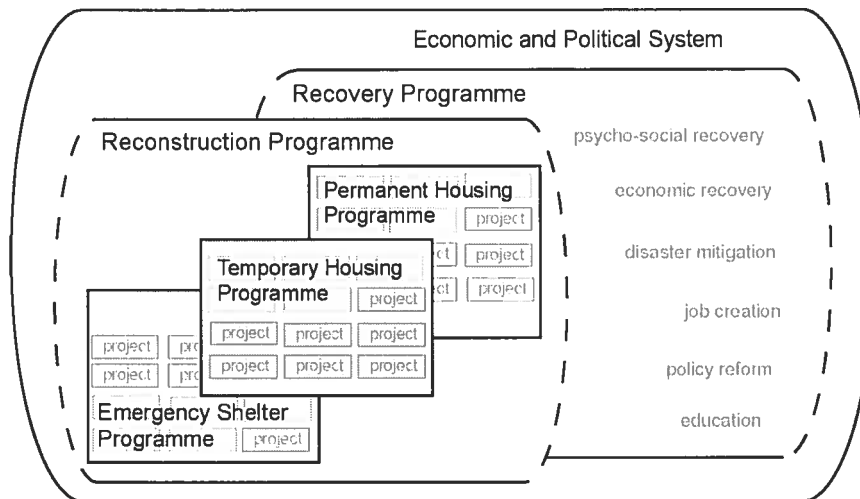 Economic and Political System
Recovery Programme
Reconstruction Programme
psycho-social recovery
economic recovery
disaster mitigation
job creation
policy reform
education
Permanent Housing
Programme
project
project
project
Temporary Housing
Programme
project
project project project
project project project
project
project
Emergency Shelter
Programme
project